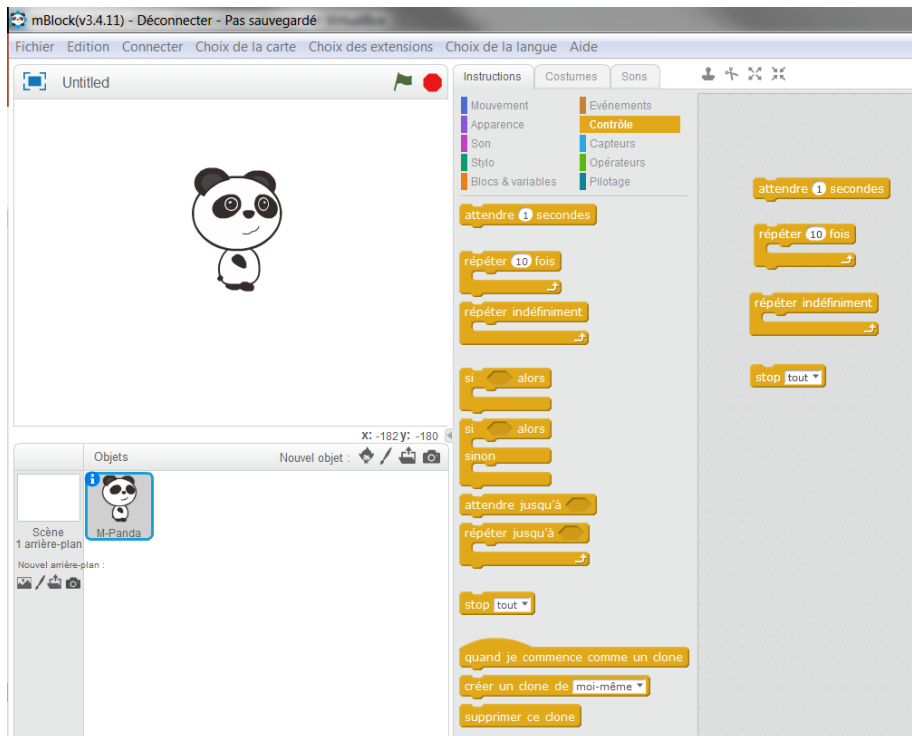 mBlock(v3.4.11) - Déconnecter - Pas sauvegardé
Fichier Edition Connecter Choix de la carte Choix des extensions Choix de la langue Aide
Untitled
x: -182 y: -180
Objets
Nouvel objet :
Scène
1 arrière-plan
Nouvel arrière-plan :
M-Panda
Instructions Costumes Sons
Mouvement Evénements
Apparence Contrôle
Son Capteurs
Stylo Opérateurs
Blocs & variables Pilotage
attendre 1 secondes
répéter 10 fois
répéter indéfiniment
si alors
si alors
sinon
attendre jusqu'à
répéter jusqu'à
stop tout
quand je commence comme un clone
créer un clone de moi-même
supprimer ce clone
attendre 1 secondes
répéter 10 fois
répéter indéfiniment
stop tout